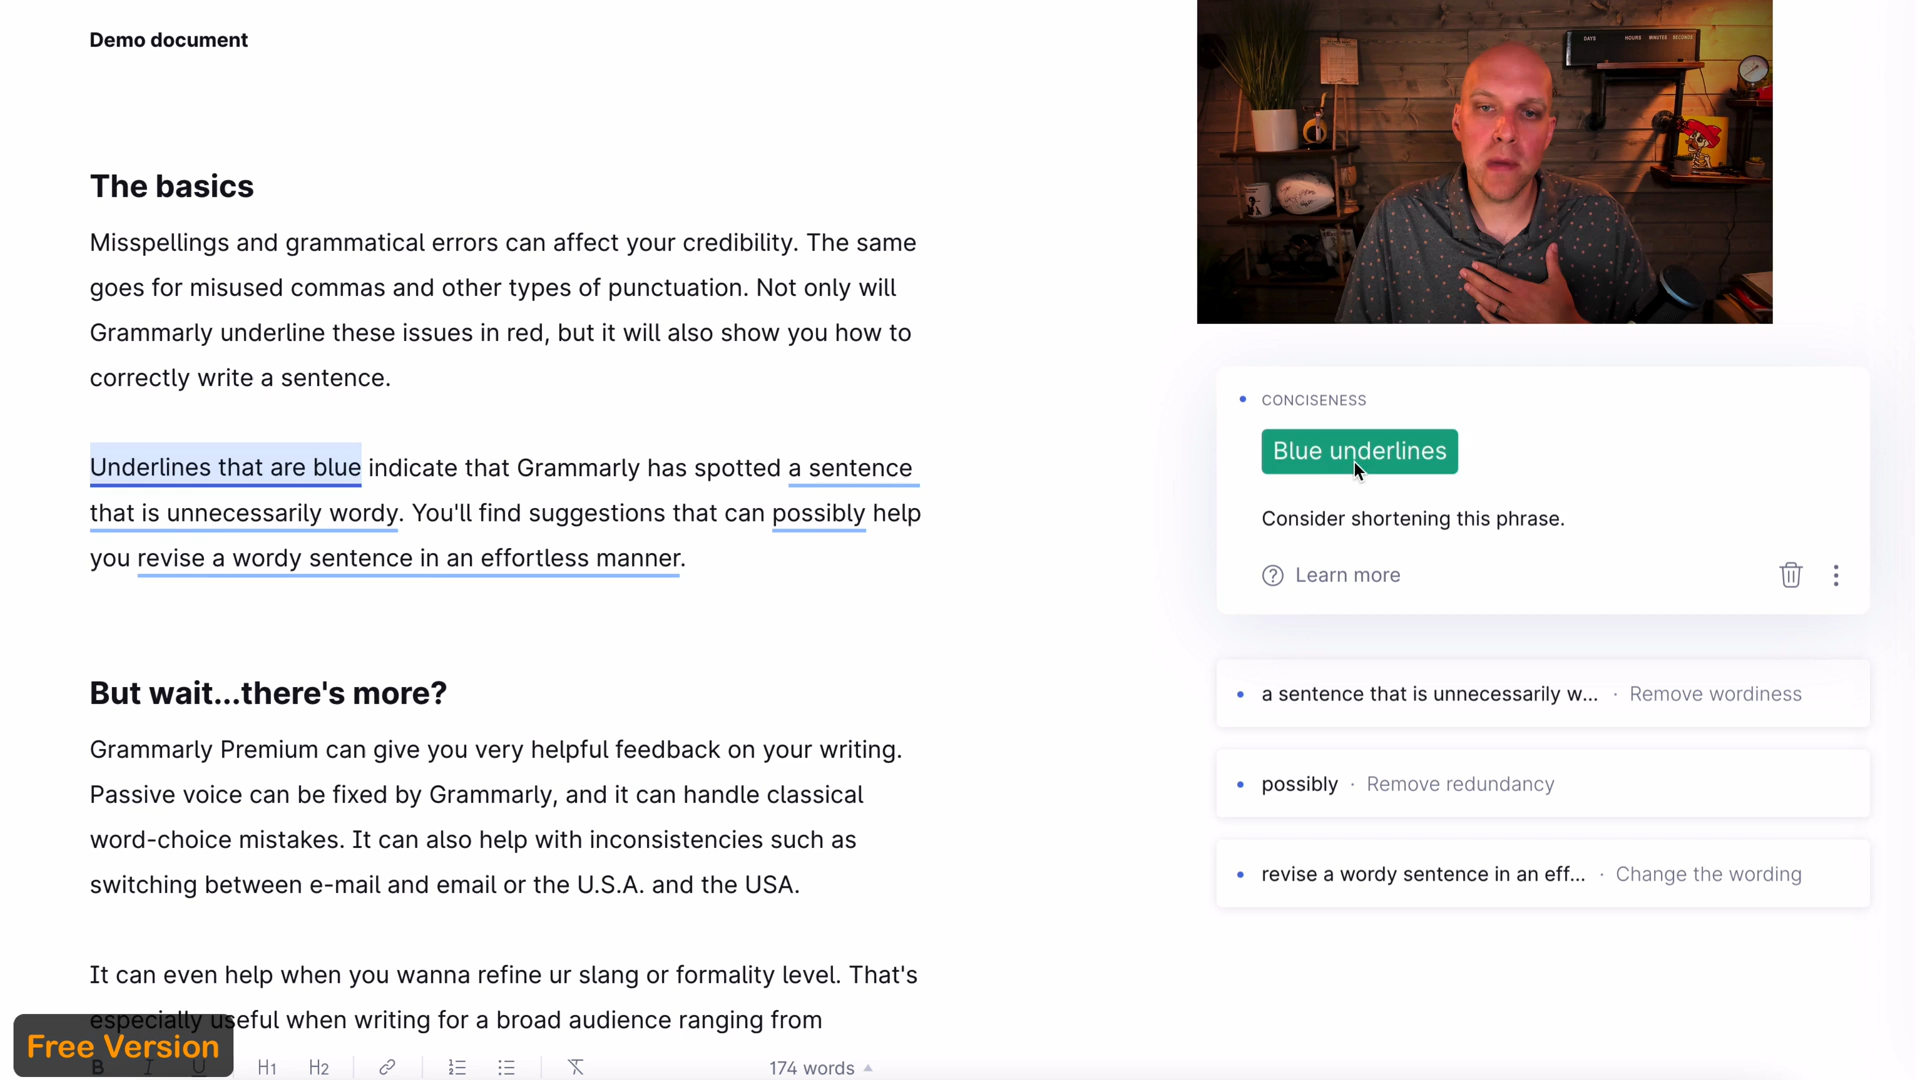 Demo document
DAYS HOURS MINUTES SECONDS
The basics
Misspellings and grammatical errors can affect your credibility. The same
goes for misused commas and other types of punctuation. Not only will
Grammarly underline these issues in red, but it will also show you how to
correctly write a sentence.
Underlines that are blue indicate that Grammarly has spotted a sentence
that is unnecessarily wordy. You'll find suggestions that can possibly help
you revise a wordy sentence in an effortless manner.
But wait...there's more?
Grammarly Premium can give you very helpful feedback on your writing.
Passive voice can be fixed by Grammarly, and it can handle classical
word-choice mistakes. It can also help with inconsistencies such as
switching between e-mail and email or the U.S.A. and the USA.
It can even help when you wanna refine ur slang or formality level. That's
especially useful when writing for a broad audience ranging from
Free Version
B I U H1 H2 174 words
CONCISENESS
Blue underlines
Consider shortening this phrase.
Learn more
a sentence that is unnecessarily w... · Remove wordiness
possibly · Remove redundancy
revise a wordy sentence in an eff... · Change the wording